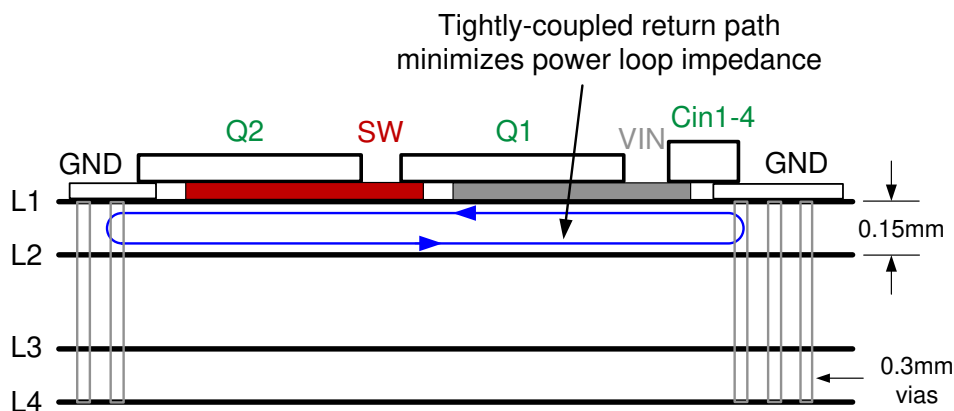 Tightly-coupled return path
minimizes power loop impedance
Q2
SW
Q1
VIN
Cin1-4
GND
GND
L1
0.15mm
L2
L3
0.3mm
vias
L4